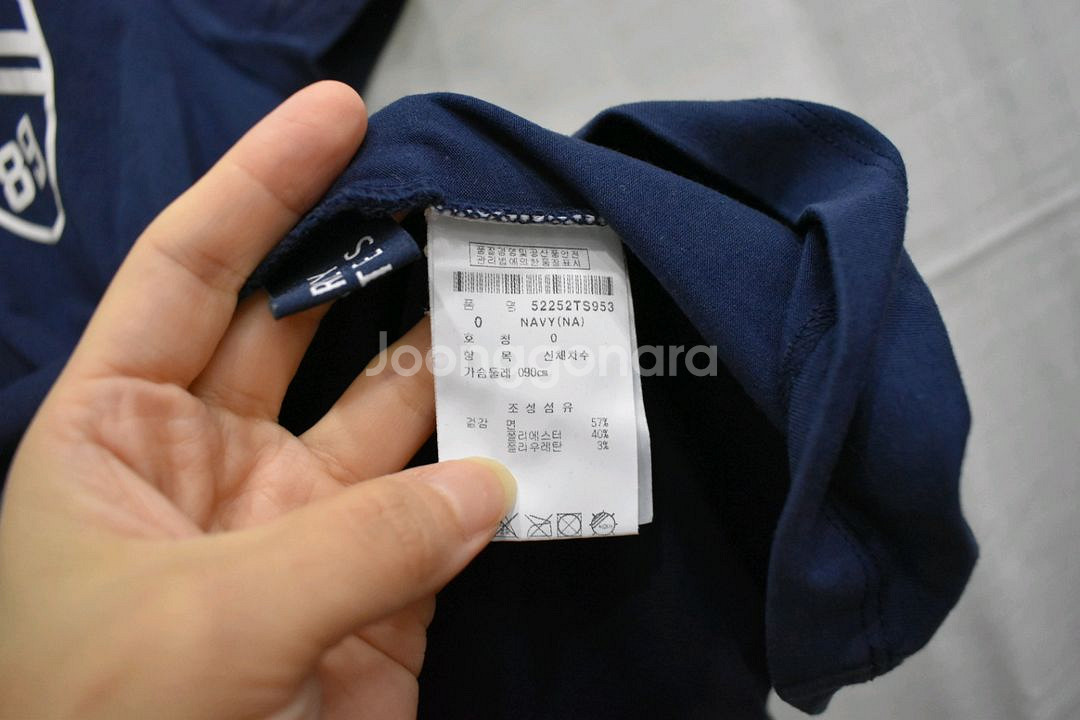 89
품질경영및공산품안전
관리법에의한품질표시
품 명 52252TS953
0 NAVY(NA)
호 칭 0
항 목 신체치수
가슴둘레 090cm
조성섬유
겉감 면 57%
폴리에스터 40%
폴리우레탄 3%
Joonggonara